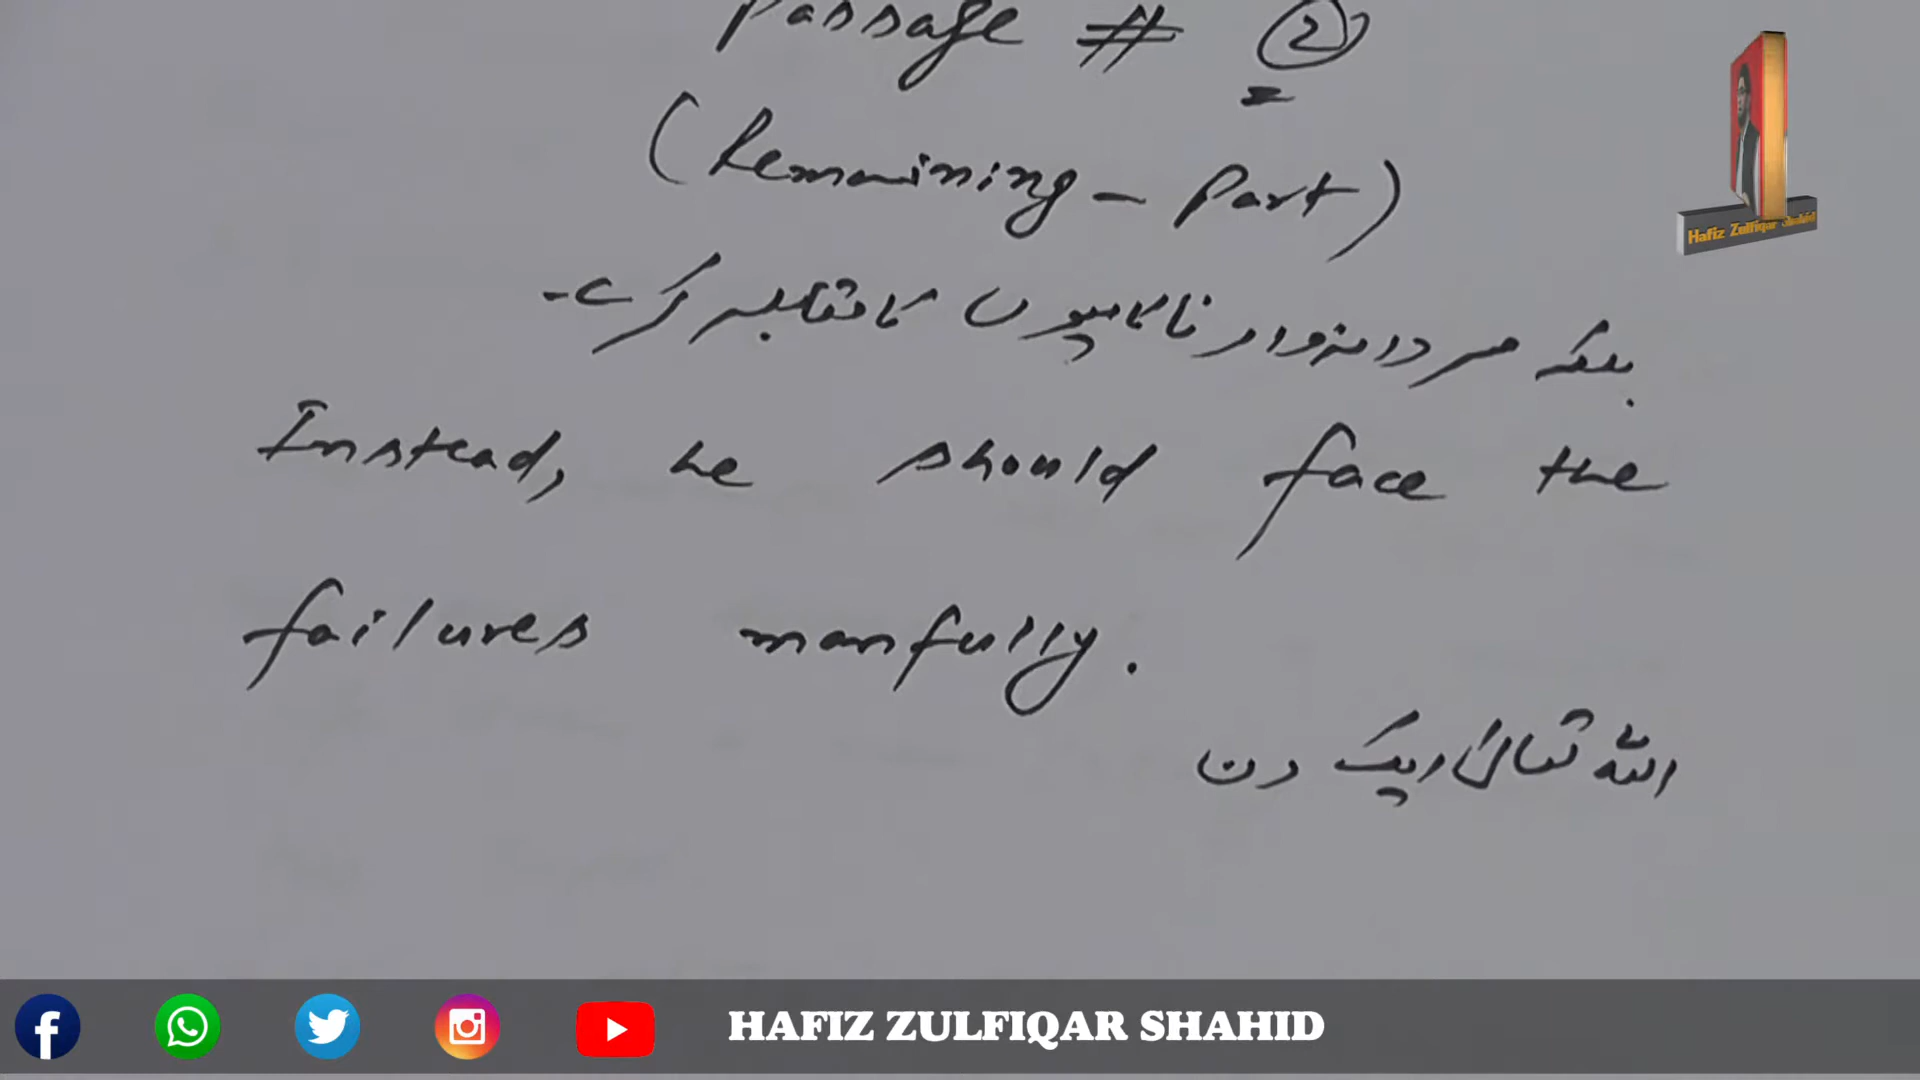 Passage # 2
(Remaining - Part)
بلکہ مردانہ وار ناکامیوں کا مقابلہ کرے -
Instead, he should face the
failures manfully.
اللہ تعالیٰ ایک دن
Hafiz Zulfiqar Shahid
HAFIZ ZULFIQAR SHAHID